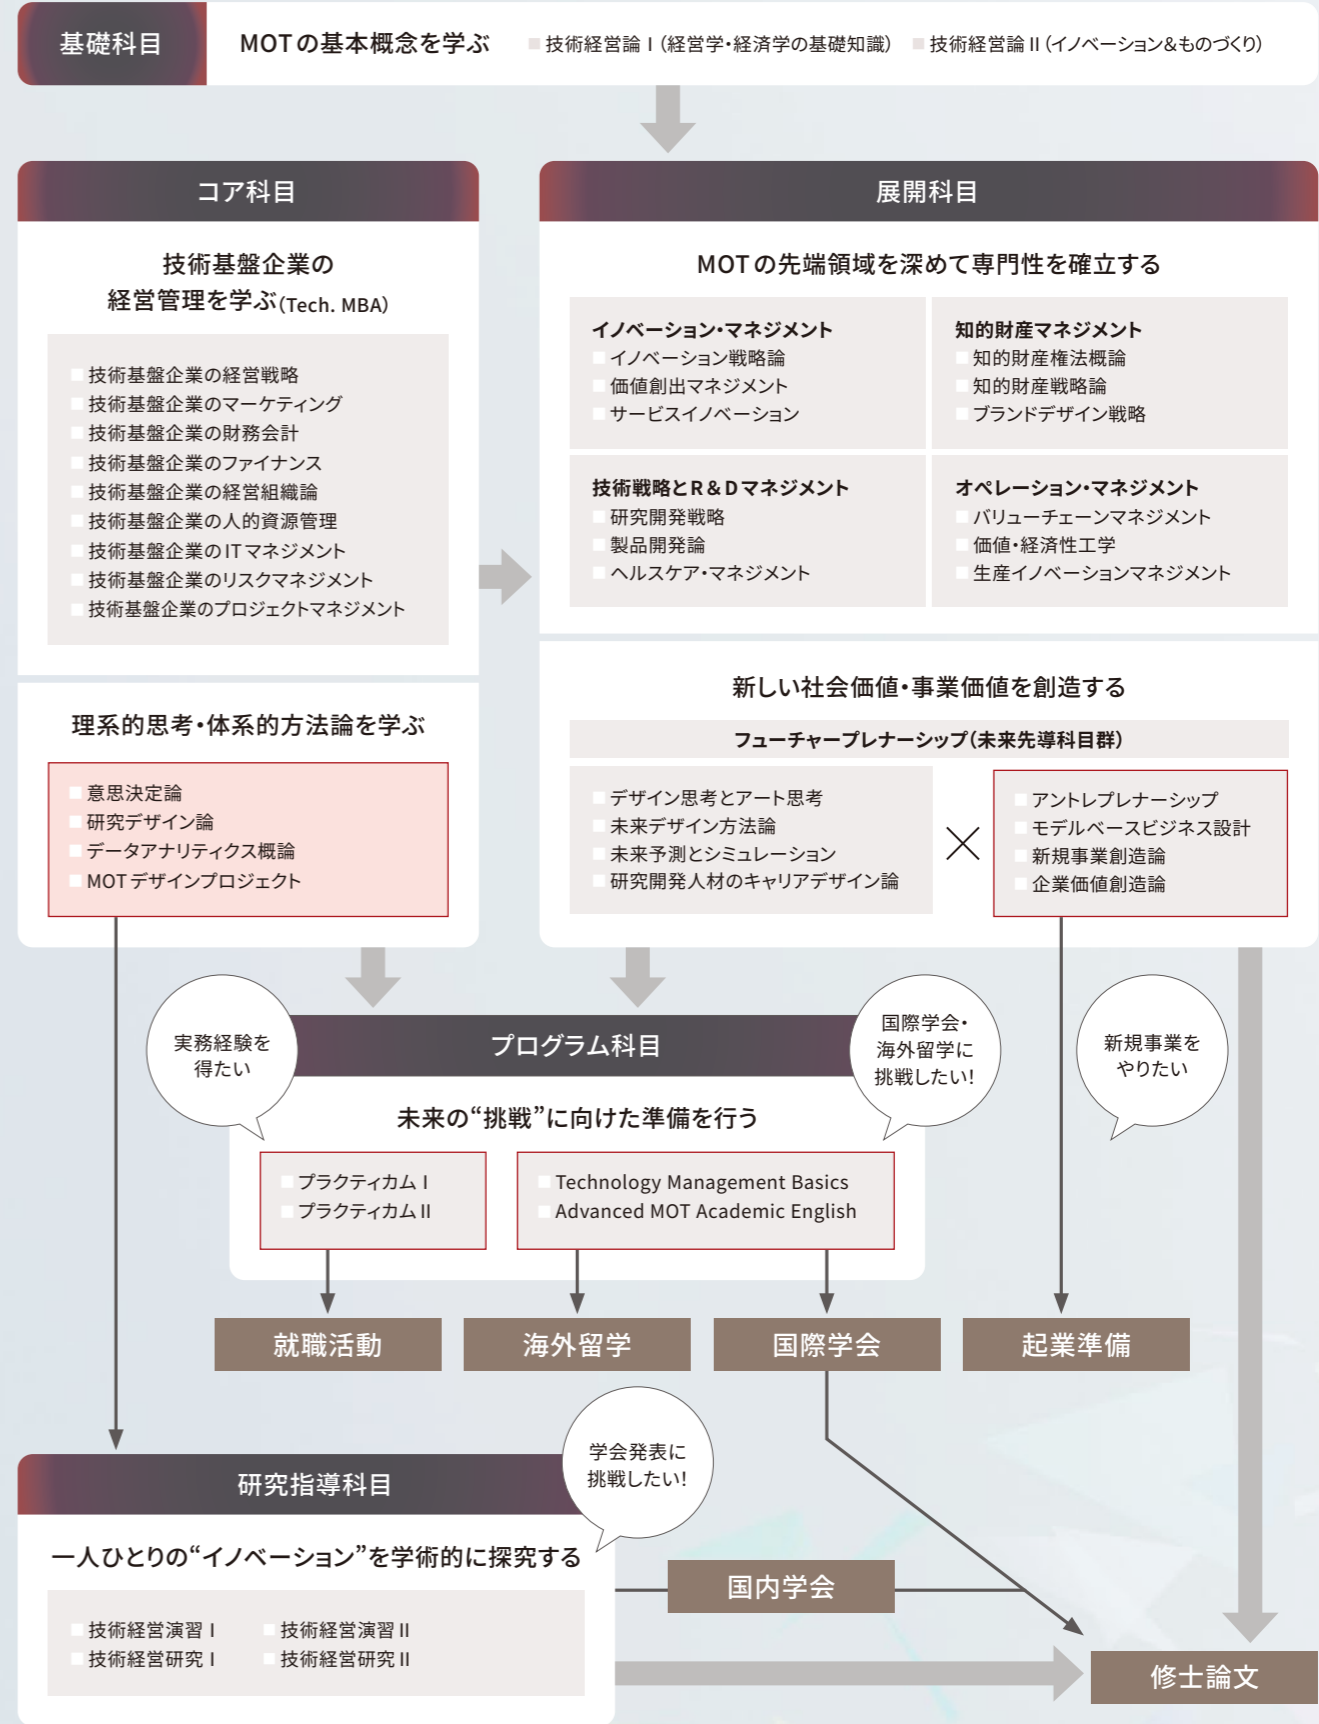 基礎科目
MOTの基本概念を学ぶ
技術経営論Ⅰ(経営学・経済学の基礎知識)
技術経営論Ⅱ(イノベーション&ものづくり)
コア科目
技術基盤企業の
経営管理を学ぶ(Tech. MBA)
技術基盤企業の経営戦略
技術基盤企業のマーケティング
技術基盤企業の財務会計
技術基盤企業のファイナンス
技術基盤企業の経営組織論
技術基盤企業の人的資源管理
技術基盤企業のITマネジメント
技術基盤企業のリスクマネジメント
技術基盤企業のプロジェクトマネジメント
理系的思考・体系的方法論を学ぶ
意思決定論
研究デザイン論
データアナリティクス概論
MOTデザインプロジェクト
展開科目
MOTの先端領域を深めて専門性を確立する
イノベーション・マネジメント
イノベーション戦略論
価値創出マネジメント
サービスイノベーション
知的財産マネジメント
知的財産権法概論
知的財産戦略論
ブランドデザイン戦略
技術戦略とR&Dマネジメント
研究開発戦略
製品開発論
ヘルスケア・マネジメント
オペレーション・マネジメント
バリューチェーンマネジメント
価値・経済性工学
生産イノベーションマネジメント
新しい社会価値・事業価値を創造する
フューチャープレナーシップ(未来先導科目群)
デザイン思考とアート思考
未来デザイン方法論
未来予測とシミュレーション
研究開発人材のキャリアデザイン論
アントレプレナーシップ
モデルベースビジネス設計
新規事業創造論
企業価値創造論
実務経験を
得たい
プログラム科目
国際学会・
海外留学に
挑戦したい!
新規事業を
やりたい
未来の“挑戦”に向けた準備を行う
プラクティカムⅠ
プラクティカムⅡ
Technology Management Basics
Advanced MOT Academic English
就職活動
海外留学
国際学会
起業準備
学会発表に
挑戦したい!
研究指導科目
一人ひとりの“イノベーション”を学術的に探究する
技術経営演習Ⅰ
技術経営演習Ⅱ
技術経営研究Ⅰ
技術経営研究Ⅱ
国内学会
修士論文